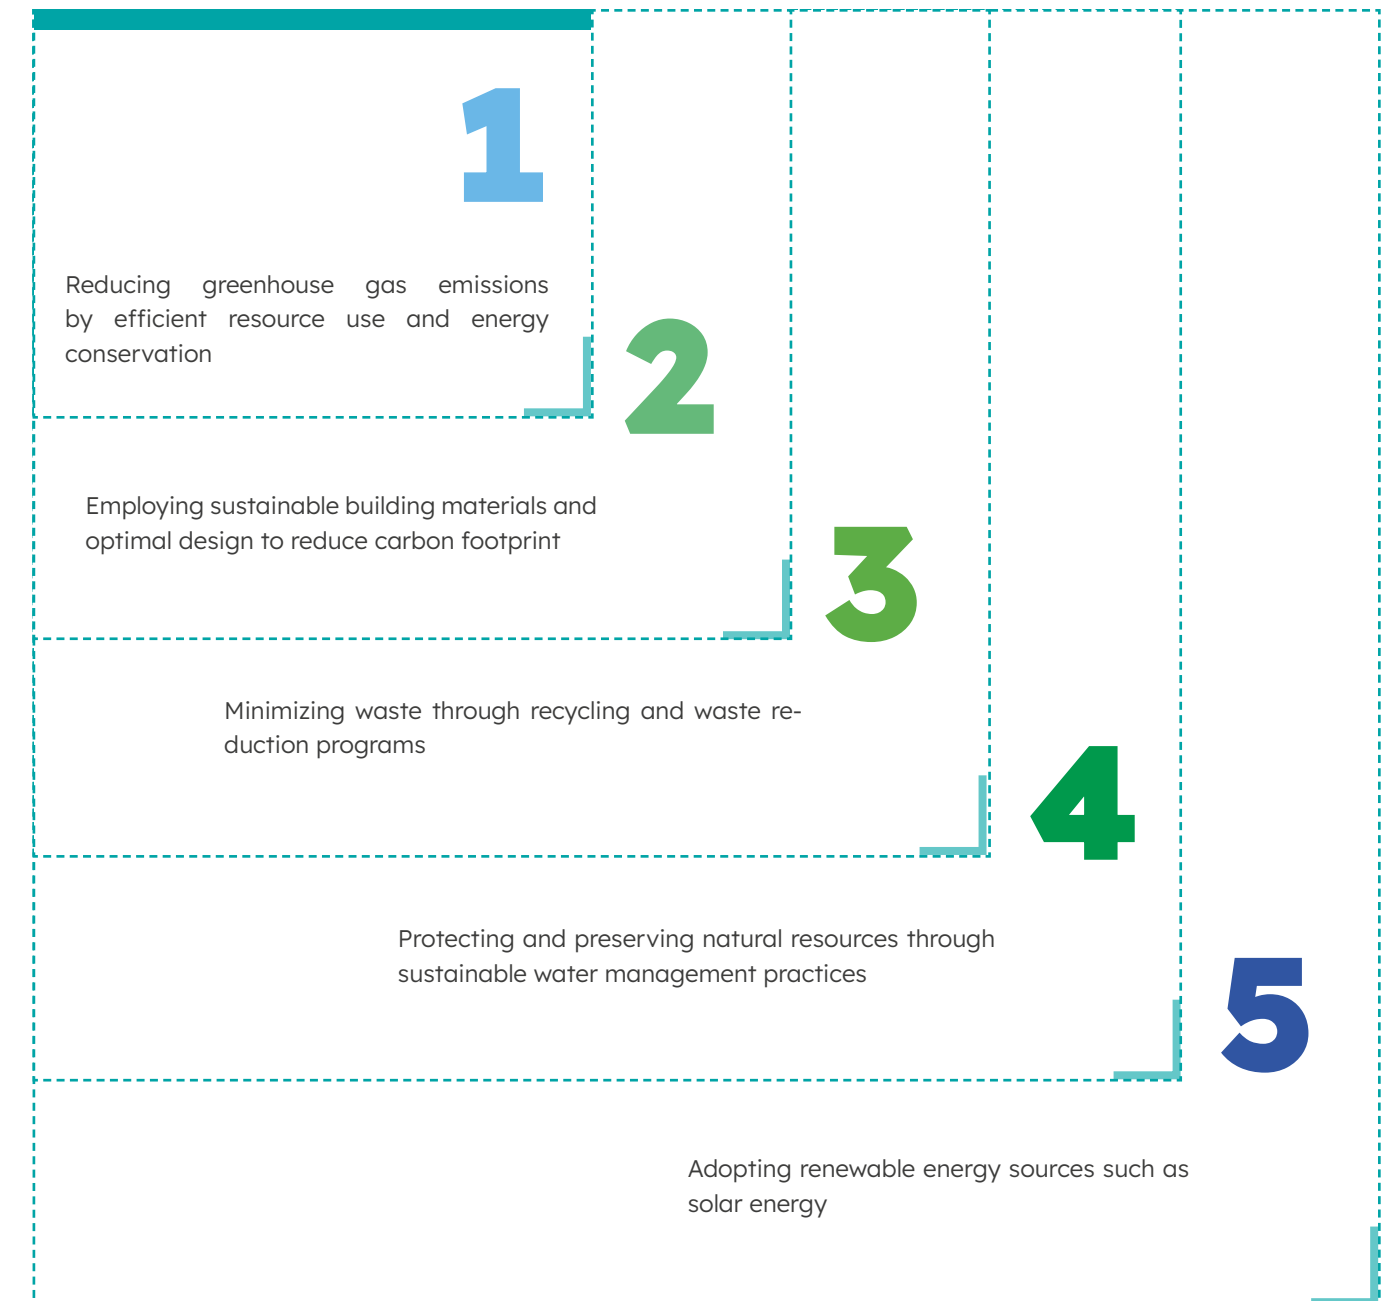 1
Reducing greenhouse gas emissions
by efficient resource use and energy
conservation
2
Employing sustainable building materials and
optimal design to reduce carbon footprint
3
Minimizing waste through recycling and waste re-
duction programs
4
Protecting and preserving natural resources through
sustainable water management practices
5
Adopting renewable energy sources such as
solar energy